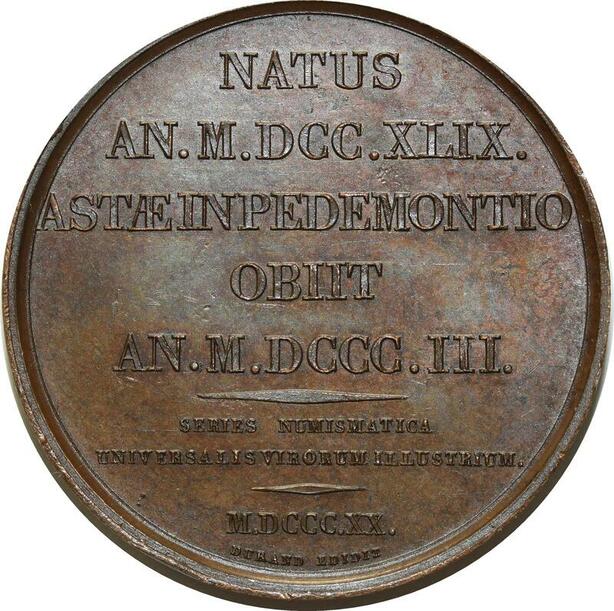 NATUS
AN. M. DCC. XLIX.
ASTÆ IN PEDEMONTIO
OBIIT
AN. M. DCCC. III.
SERIES NUMISMATICA
UNIVERSALIS VIRORUM ILLUSTRIUM.
M.DCCC.XX.
DURAND EDIDIT